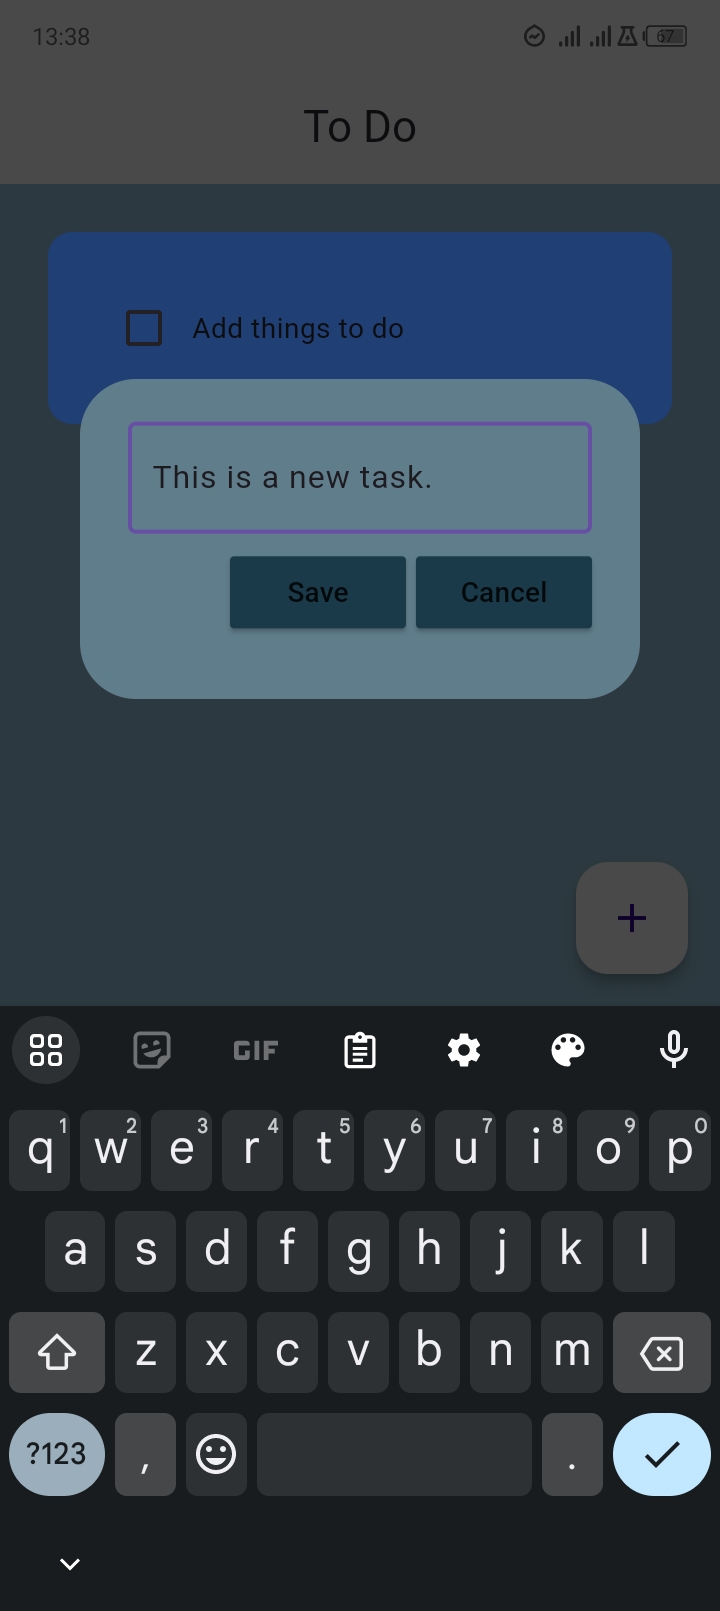 13:38
67
To Do
Add things to do
This is a new task.
Save Cancel
GIF
q1 w2 e3 r4 t5 y6 u7 i8 o9 p0
a s d f g h j k l
z x c v b n m
?123 , .